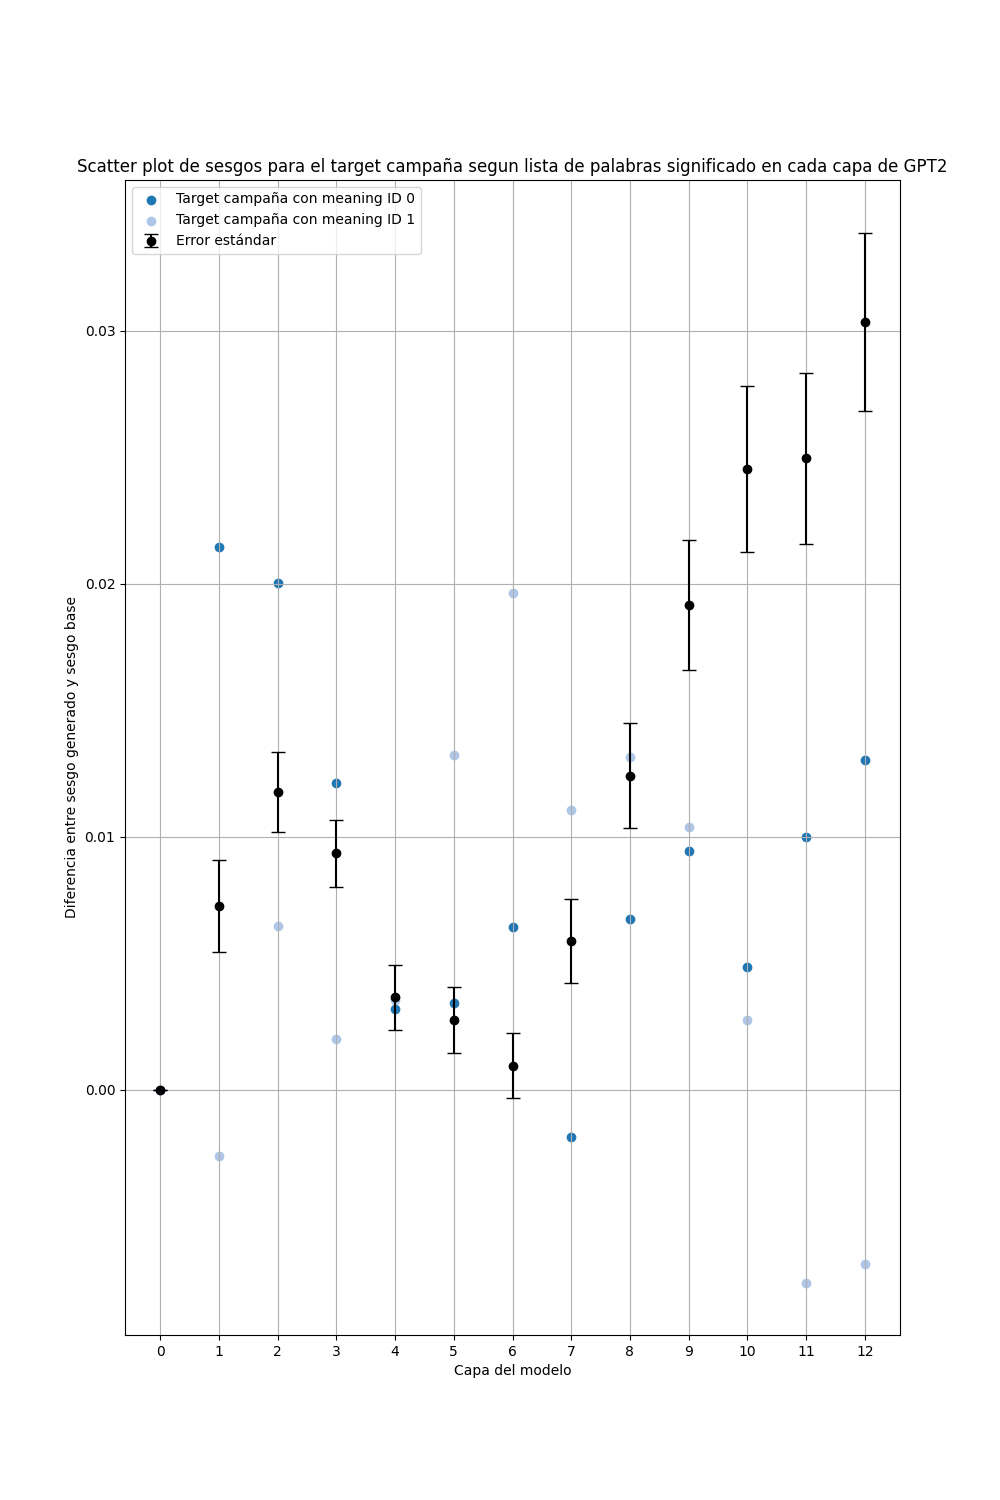 Scatter plot de sesgos para el target campaña segun lista de palabras significado en cada capa de GPT2
Target campaña con meaning ID 0
Target campaña con meaning ID 1
Error estándar
0.03
0.02
0.01
0.00
Diferencia entre sesgo generado y sesgo base
0 1 2 3 4 5 6 7 8 9 10 11 12
Capa del modelo